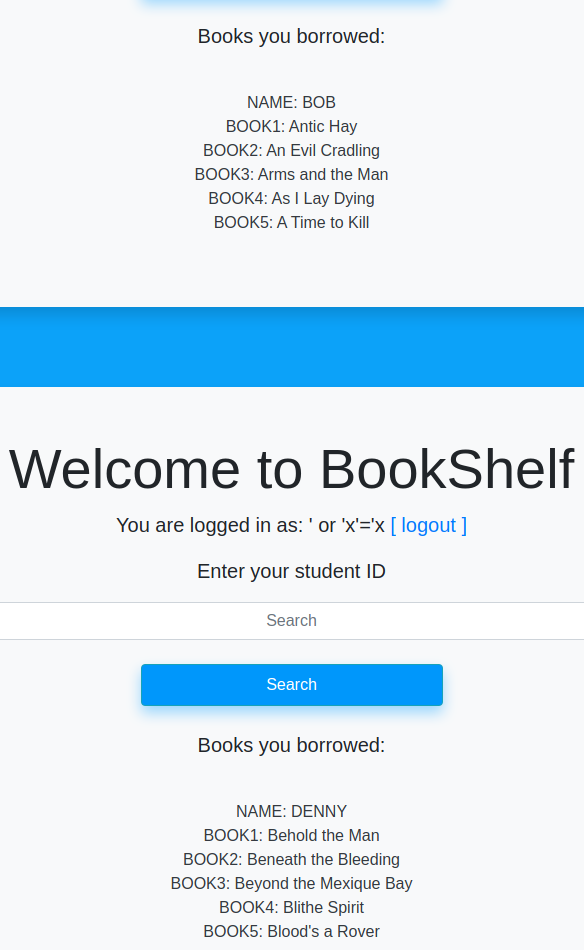 Books you borrowed:
NAME: BOB
BOOK1: Antic Hay
BOOK2: An Evil Cradling
BOOK3: Arms and the Man
BOOK4: As I Lay Dying
BOOK5: A Time to Kill
Welcome to BookShelf
You are logged in as: ' or 'x'='x [ logout ]
Enter your student ID
Search
Search
Books you borrowed:
NAME: DENNY
BOOK1: Behold the Man
BOOK2: Beneath the Bleeding
BOOK3: Beyond the Mexique Bay
BOOK4: Blithe Spirit
BOOK5: Blood's a Rover